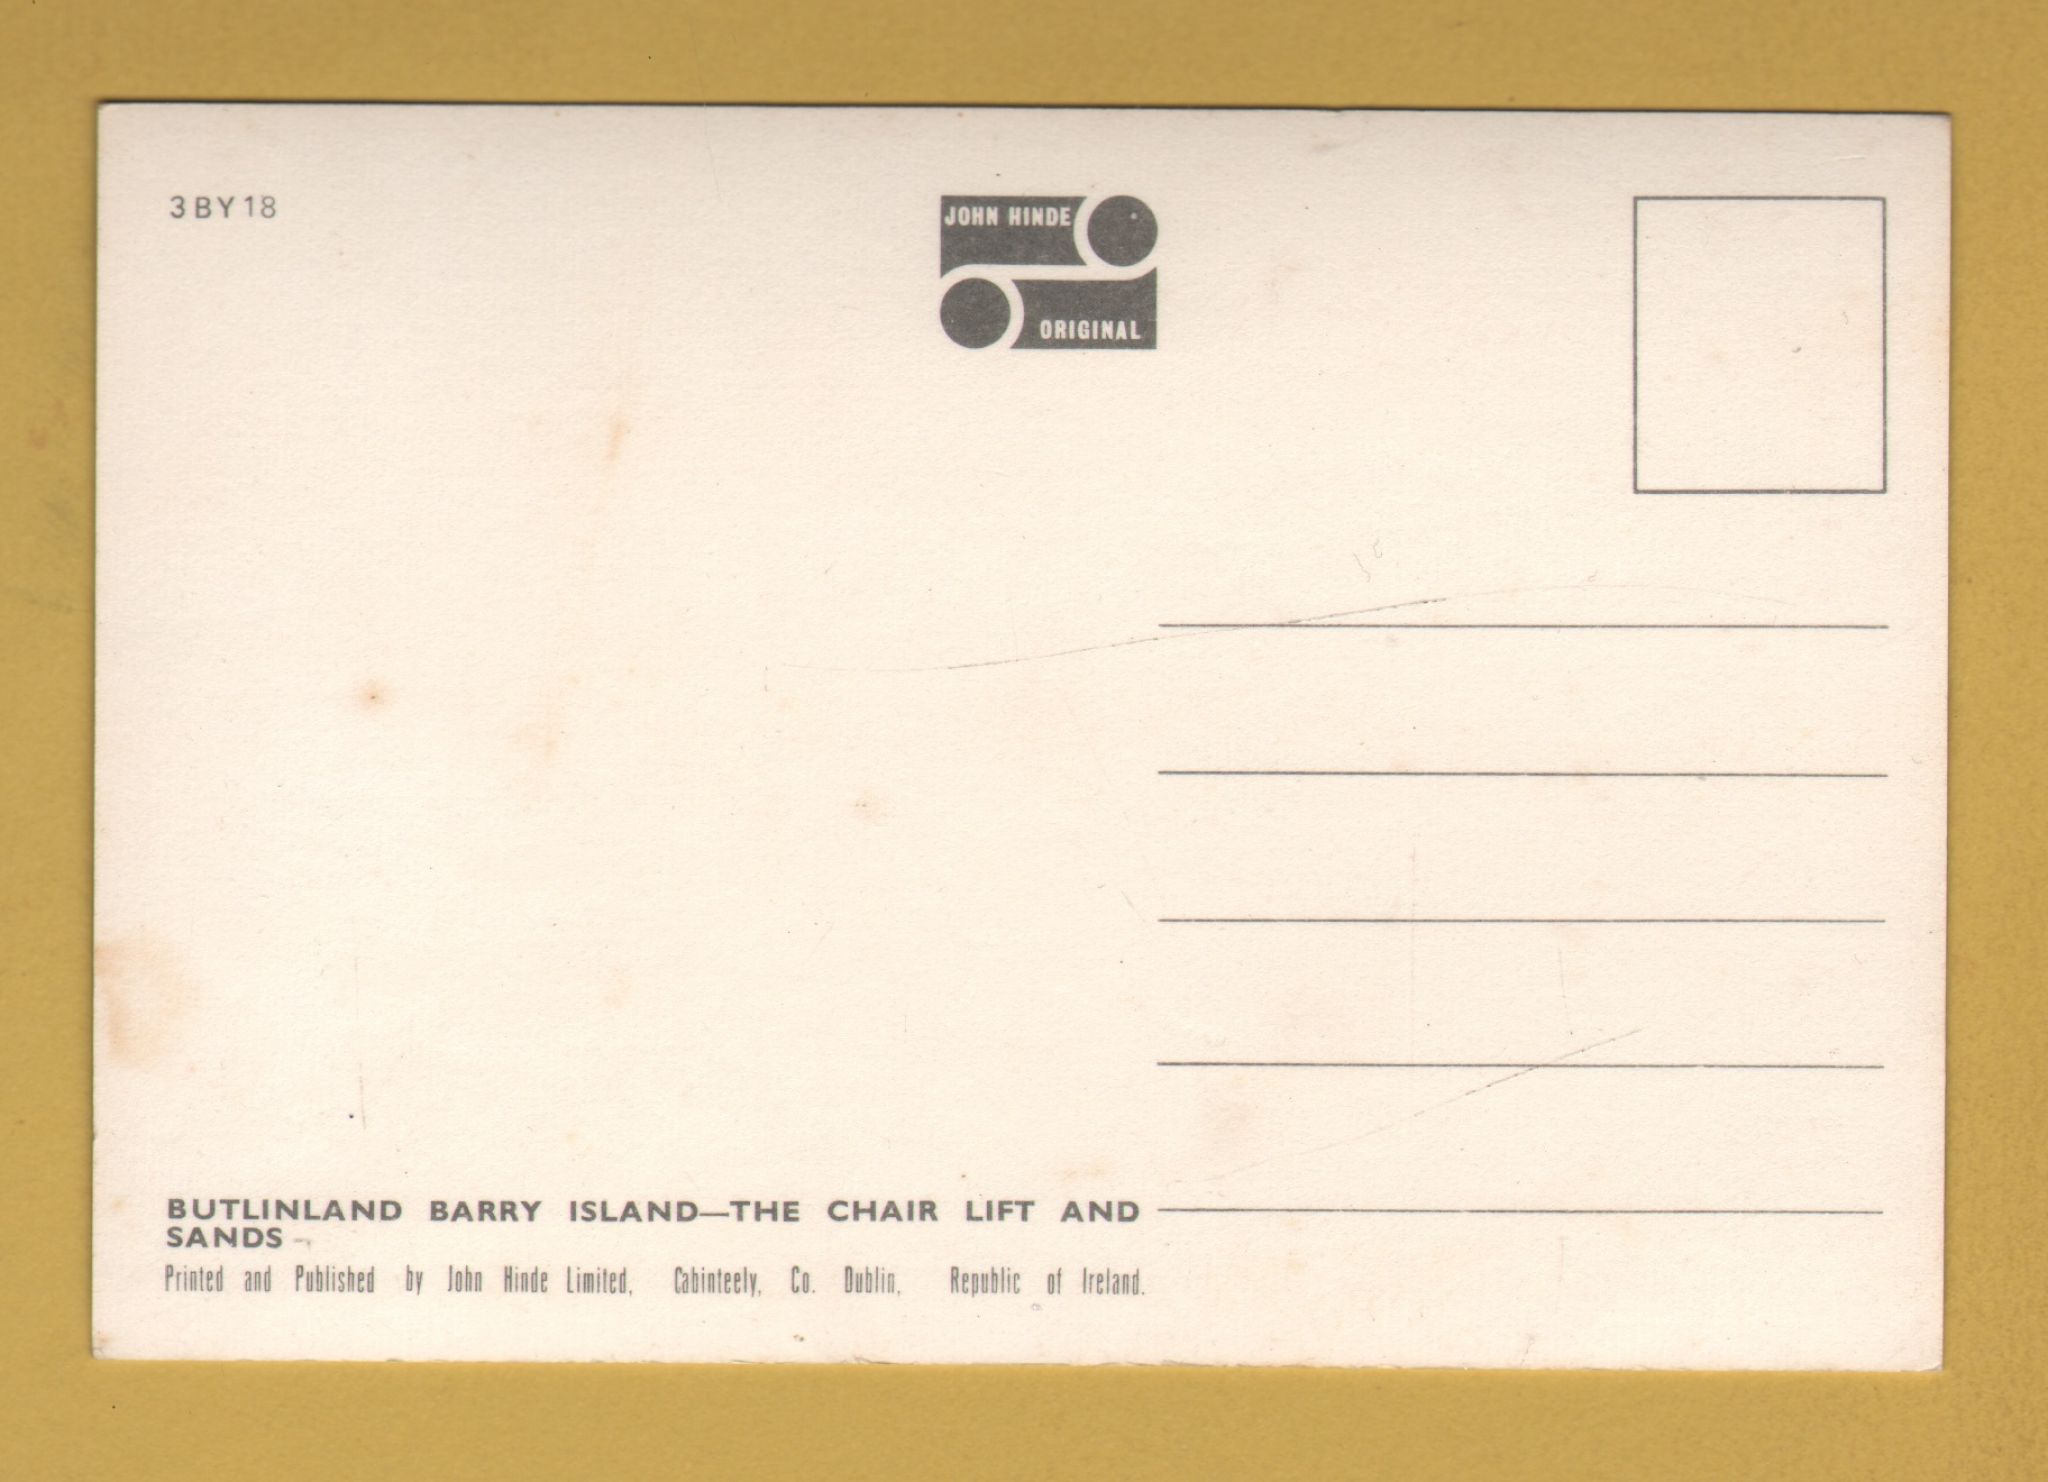 3BY18
JOHN HINDE
ORIGINAL
BUTLINLAND BARRY ISLAND—THE CHAIR LIFT AND
SANDS
Printed and Published by John Hinde Limited, Cabinteely, Co. Dublin, Republic of Ireland.